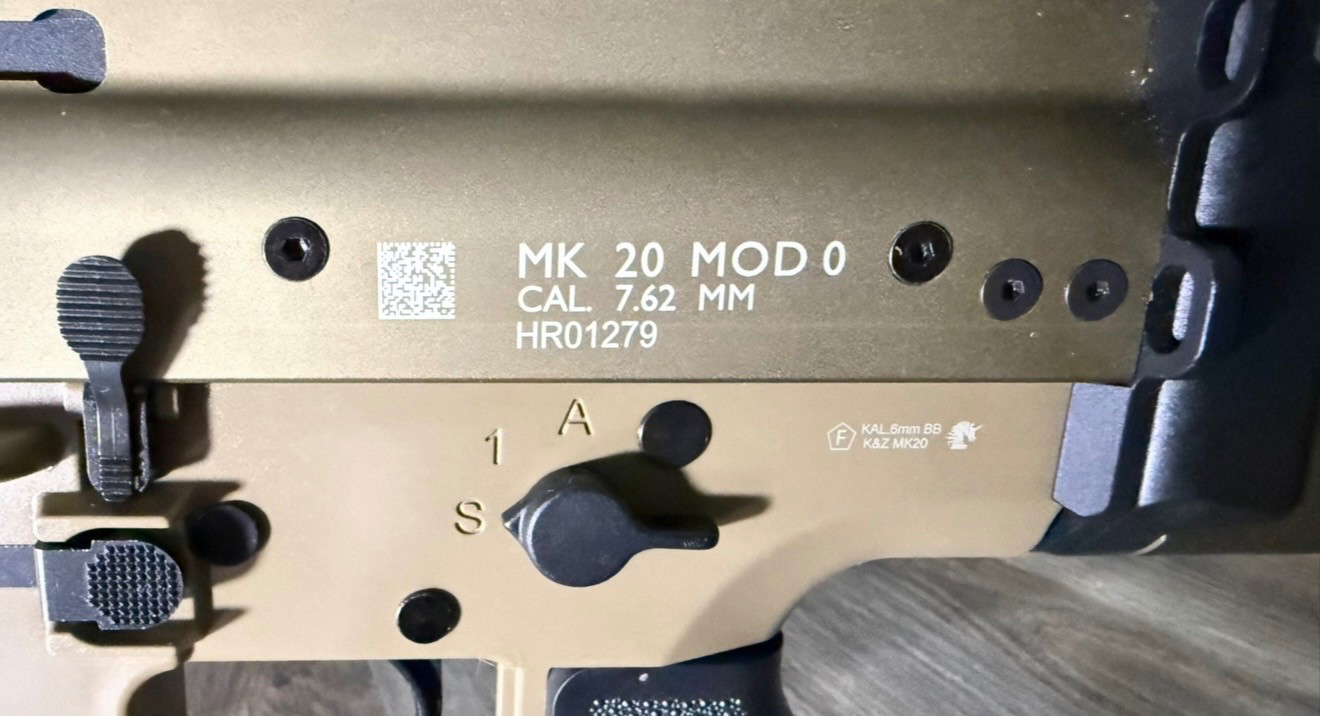 MK 20 MOD 0
CAL. 7.62 MM
HR01279
A
1
S
F
KAL.6mm BB
K&Z MK20